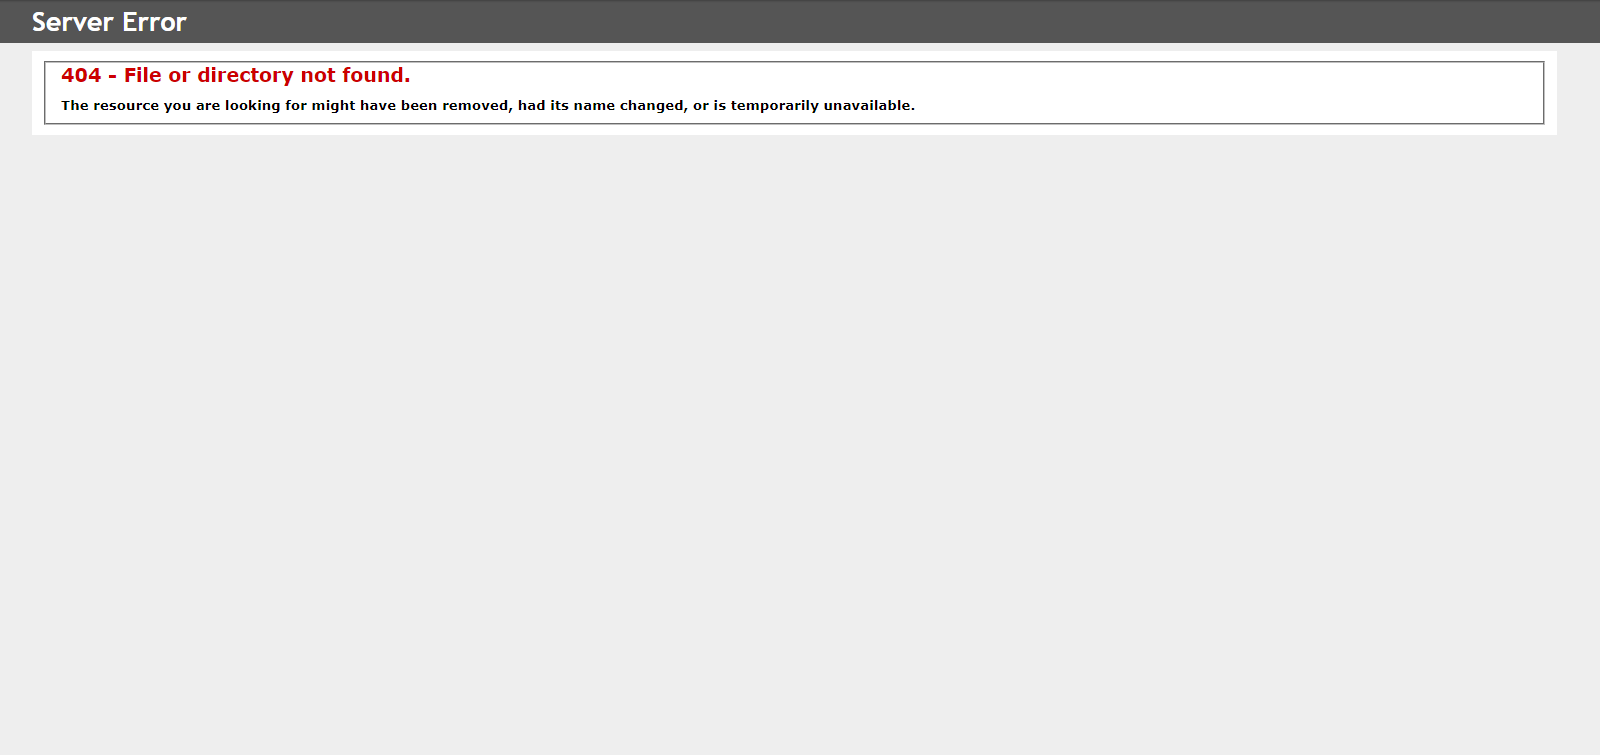 Server Error
404 - File or directory not found.
The resource you are looking for might have been removed, had its name changed, or is temporarily unavailable.